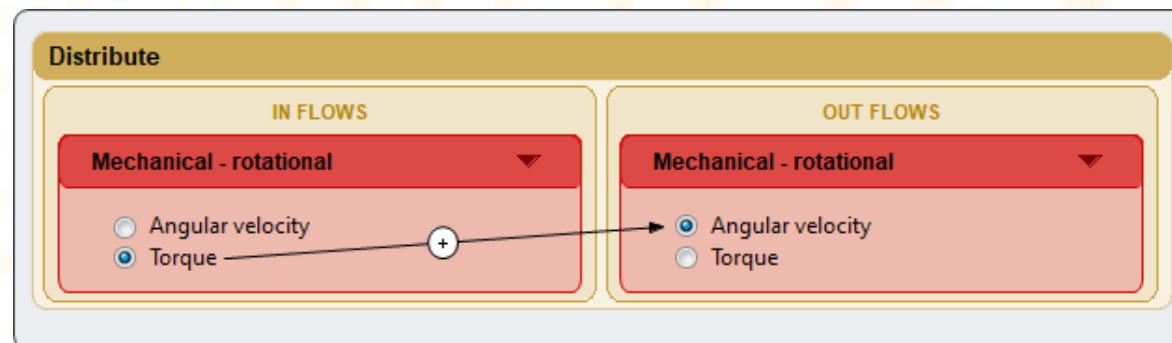 Distribute
IN FLOWS
Mechanical - rotational
Angular velocity
Torque
+
OUT FLOWS
Mechanical - rotational
Angular velocity
Torque